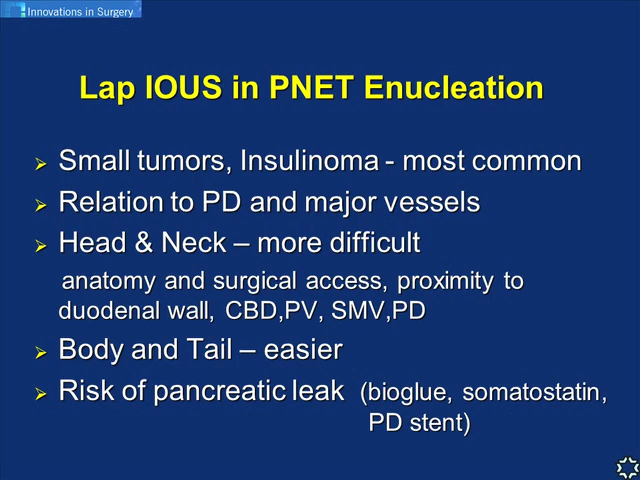 Innovations in Surgery
Lap IOUS in PNET Enucleation
Small tumors, Insulinoma - most common
Relation to PD and major vessels
Head & Neck – more difficult
anatomy and surgical access, proximity to
duodenal wall, CBD,PV, SMV,PD
Body and Tail – easier
Risk of pancreatic leak (bioglue, somatostatin,
PD stent)